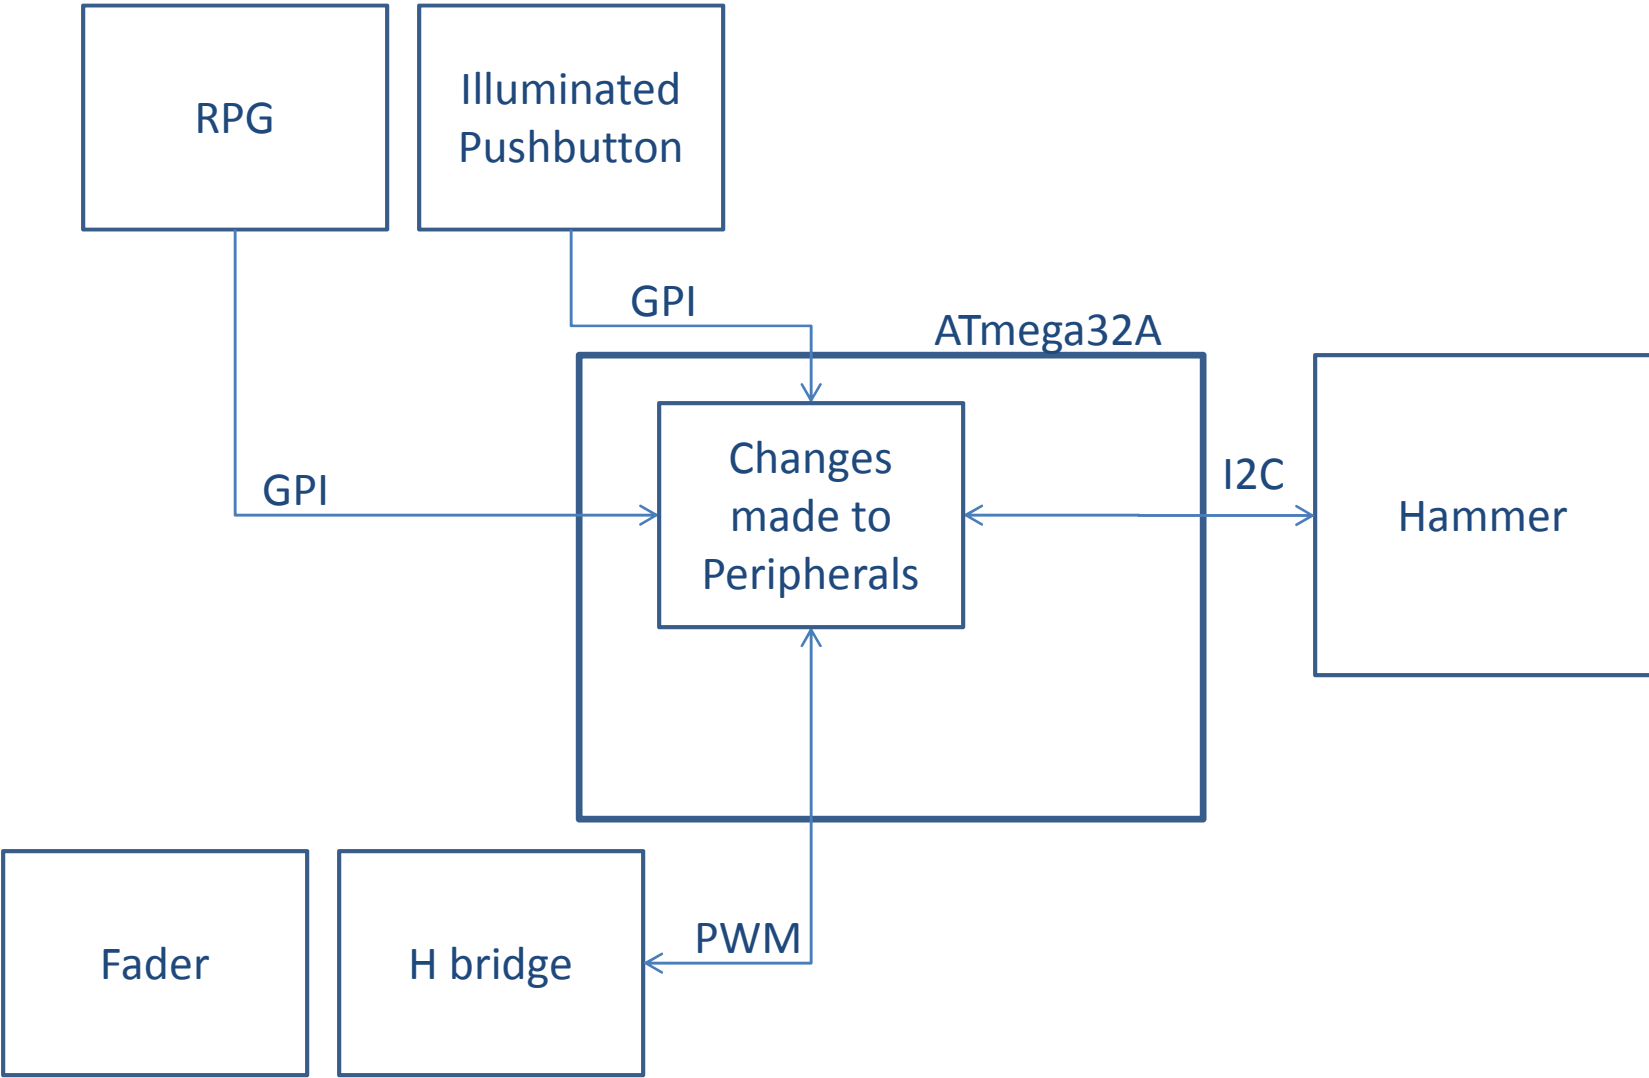 RPG
Illuminated
Pushbutton
GPI
ATmega32A
GPI
Changes
made to
Peripherals
I2C
Hammer
PWM
Fader
H bridge